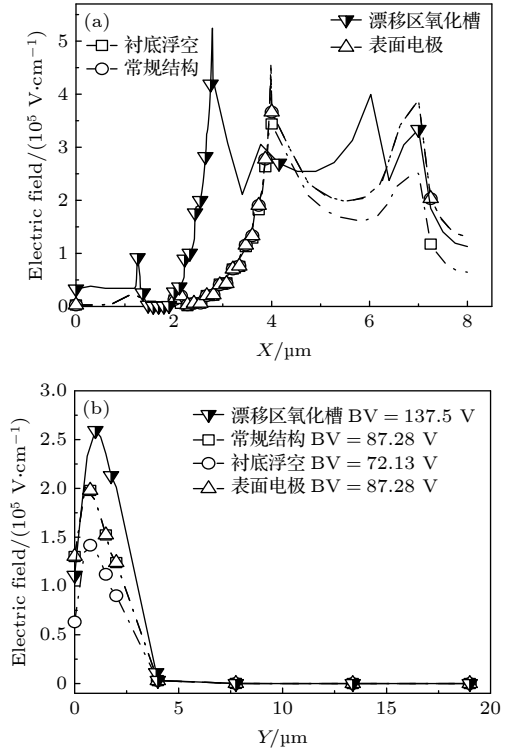 (a)
衬底浮空
常规结构
漂移区氧化槽
表面电极
Electric field/(10⁵ V·cm⁻¹)
5
4
3
2
1
0
0 2 4 6 8
X/μm
(b)
漂移区氧化槽 BV = 137.5 V
常规结构 BV = 87.28 V
衬底浮空 BV = 72.13 V
表面电极 BV = 87.28 V
Electric field/(10⁵ V·cm⁻¹)
3.0
2.5
2.0
1.5
1.0
0.5
0
0 5 10 15 20
Y/μm